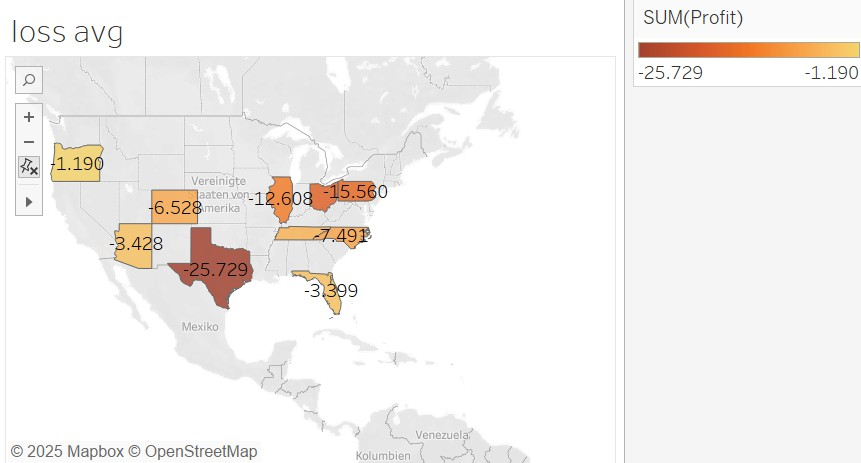 loss avg
SUM(Profit)
-25.729
-1.190
-1.190
Vereinigte
Staaten von
Amerika
-6.528
-12.608
-15.560
-3.428
-7.491
-25.729
-3.399
Mexiko
Venezuela
Kolumbien
© 2025 Mapbox © OpenStreetMap